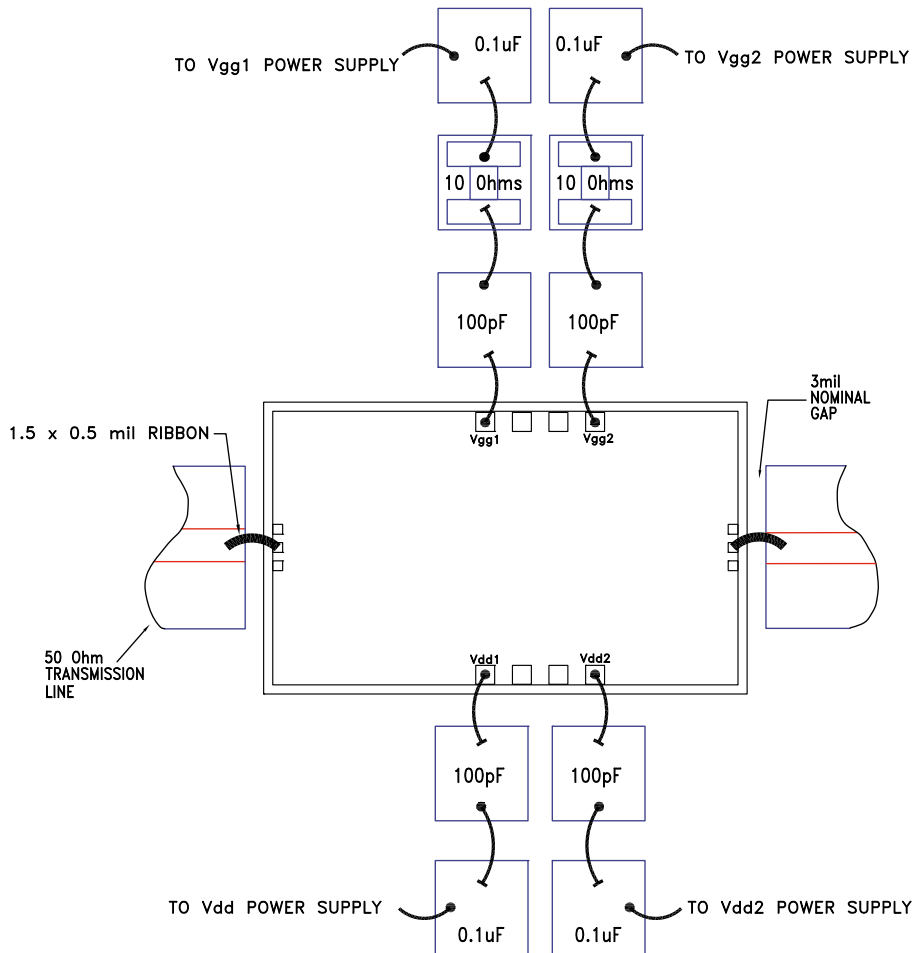 0.1uF
0.1uF
TO Vgg1 POWER SUPPLY
TO Vgg2 POWER SUPPLY
10 Ohms
10 Ohms
100pF
100pF
3mil
NOMINAL
GAP
1.5 x 0.5 mil RIBBON
Vgg1
Vgg2
50 Ohm
TRANSMISSION
LINE
Vdd1
Vdd2
100pF
100pF
TO Vdd POWER SUPPLY
TO Vdd2 POWER SUPPLY
0.1uF
0.1uF